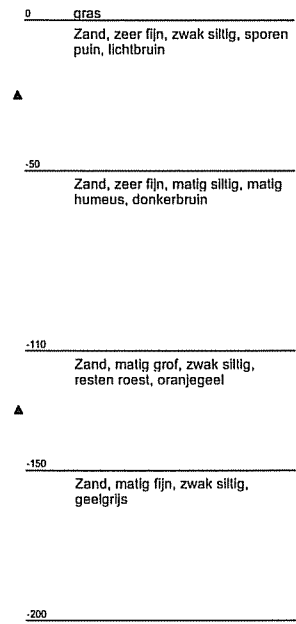 0 gras
Zand, zeer fijn, zwak siltig, sporen
puin, lichtbruin
-50
Zand, zeer fijn, matig siltig, matig
humeus, donkerbruin
-110
Zand, matig grof, zwak siltig,
resten roest, oranjegeel
-150
Zand, matig fijn, zwak siltig,
geelgrijs
-200